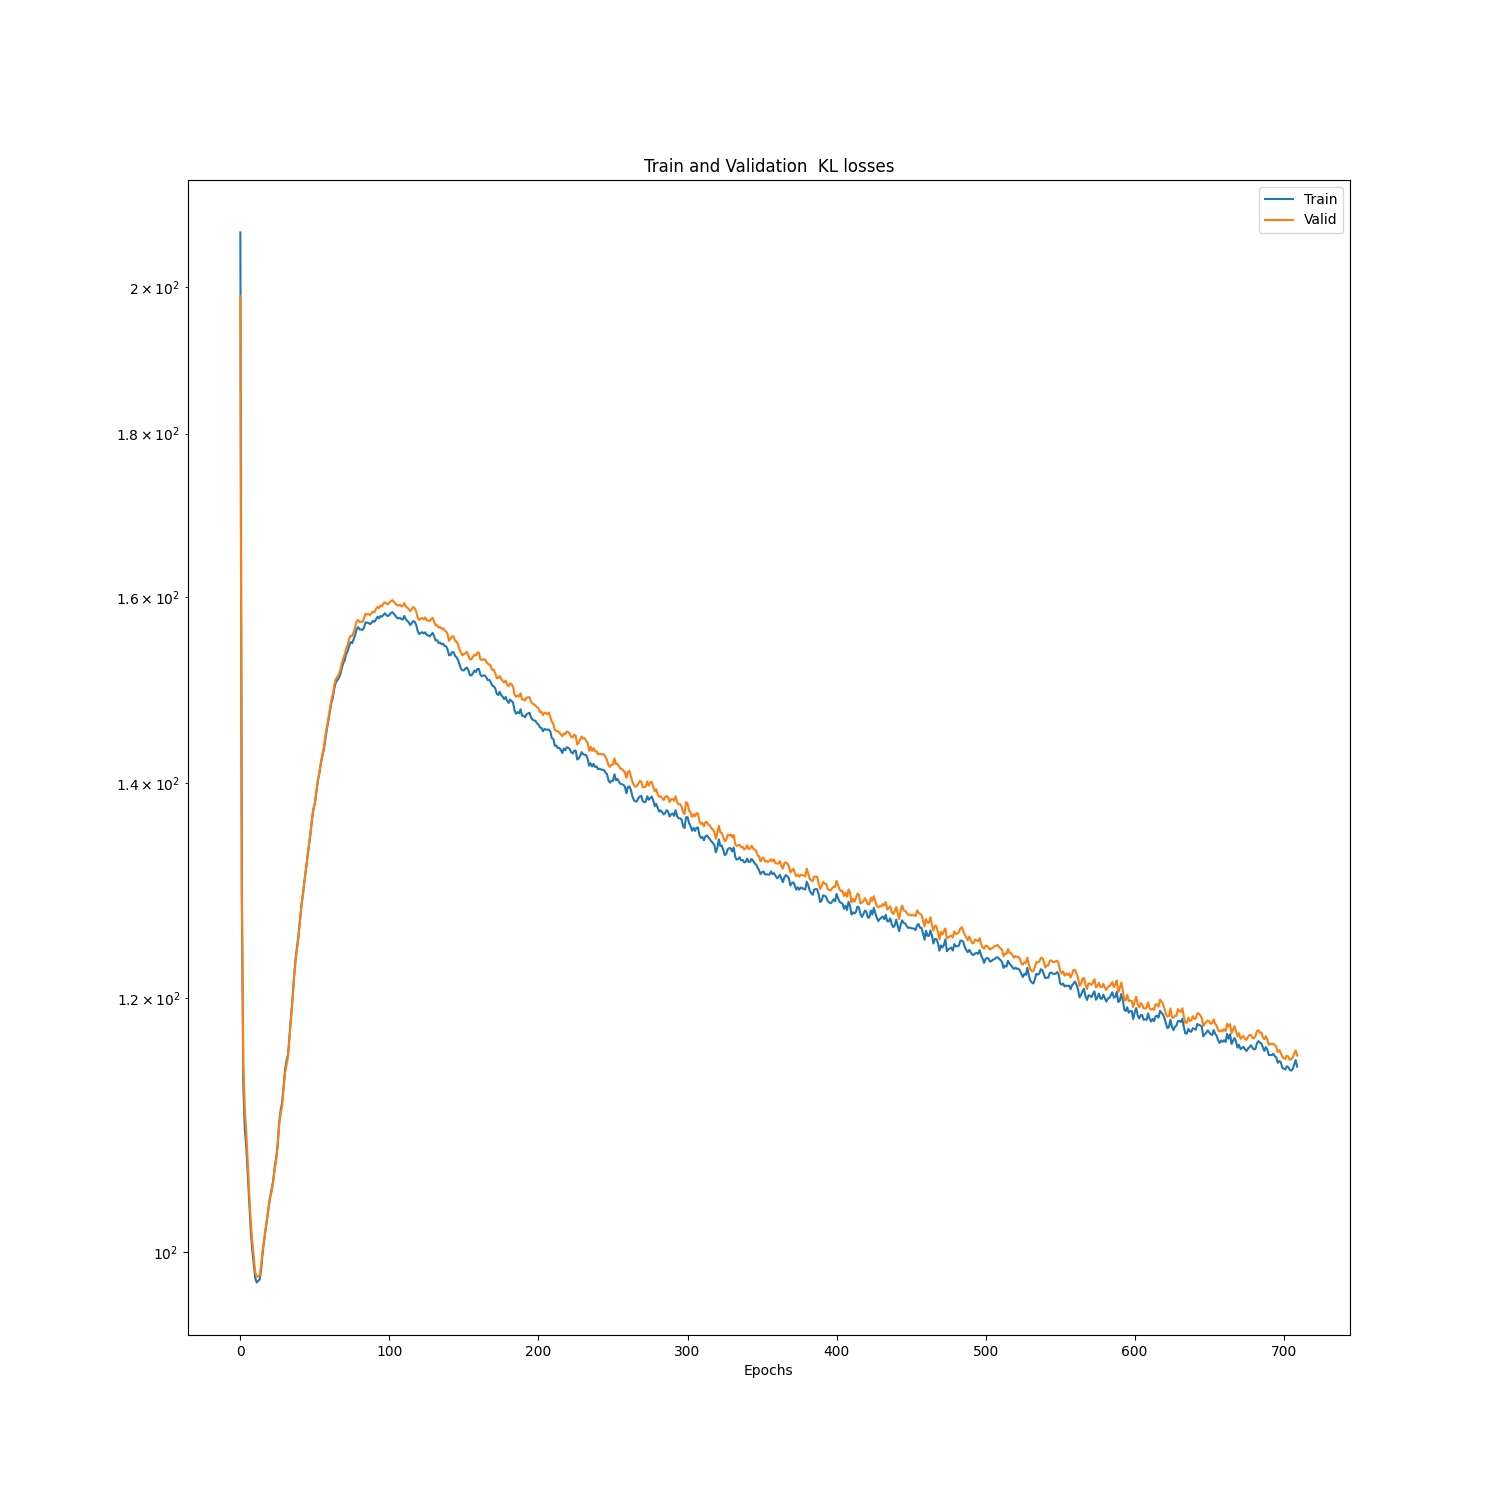 Train and Validation  KL losses
Train
Valid
2 × 10²
1.8 × 10²
1.6 × 10²
1.4 × 10²
1.2 × 10²
10²
0 100 200 300 400 500 600 700
Epochs